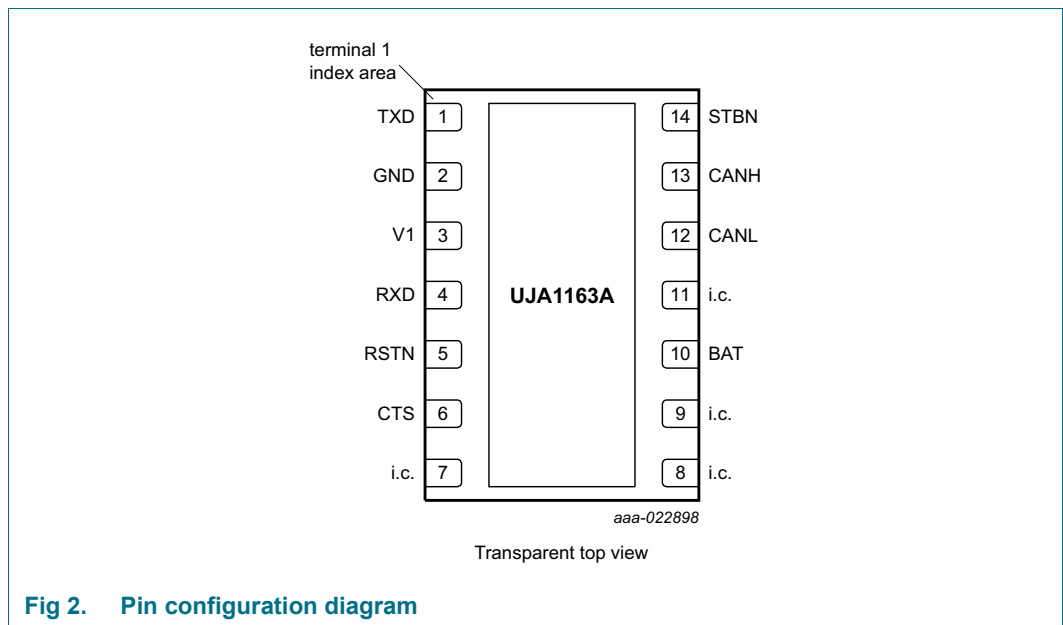 terminal 1
index area
TXD 1 14 STBN
GND 2 13 CANH
V1 3 12 CANL
RXD 4 UJA1163A 11 i.c.
RSTN 5 10 BAT
CTS 6 9 i.c.
i.c. 7 8 i.c.
aaa-022898
Transparent top view
Fig 2. Pin configuration diagram